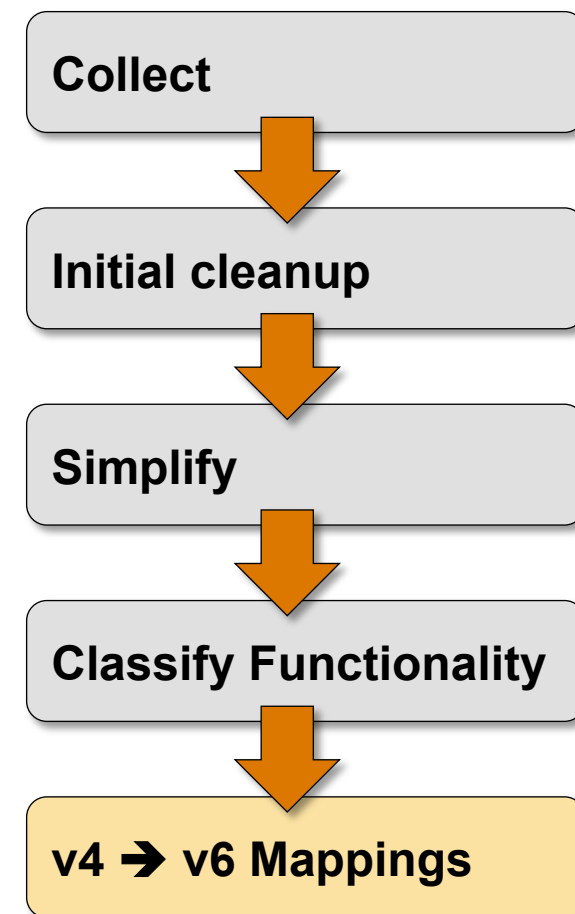 Collect
Initial cleanup
Simplify
Classify Functionality
v4 ➔ v6 Mappings